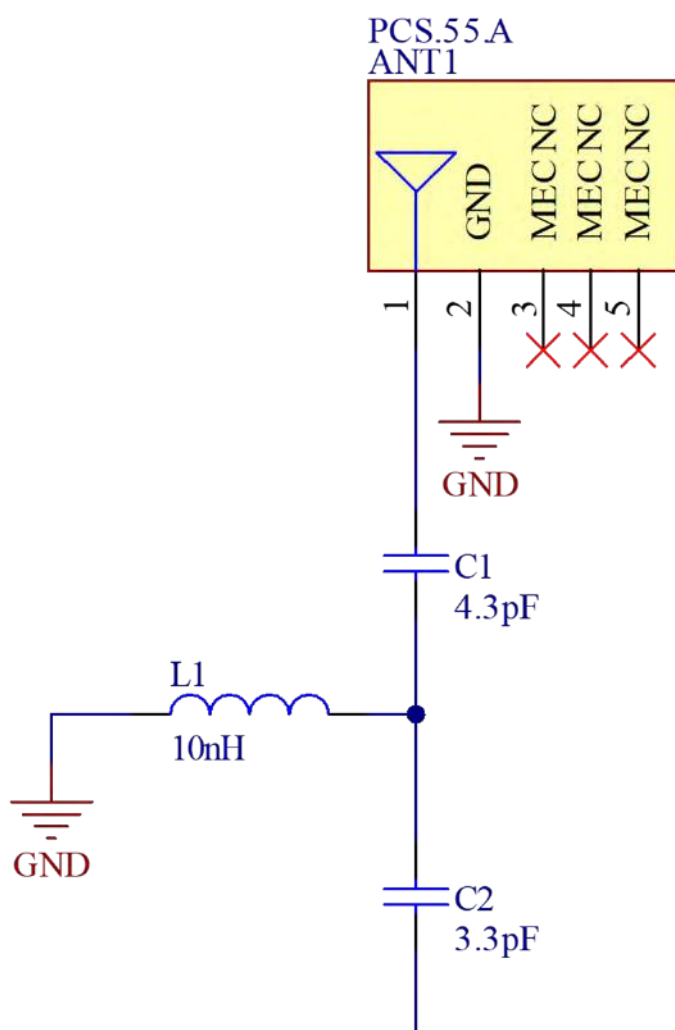 PCS.55.A
ANT1
GND
MEC NC
MEC NC
MEC NC
1
2
3
4
5
GND
C1
4.3pF
L1
10nH
GND
C2
3.3pF